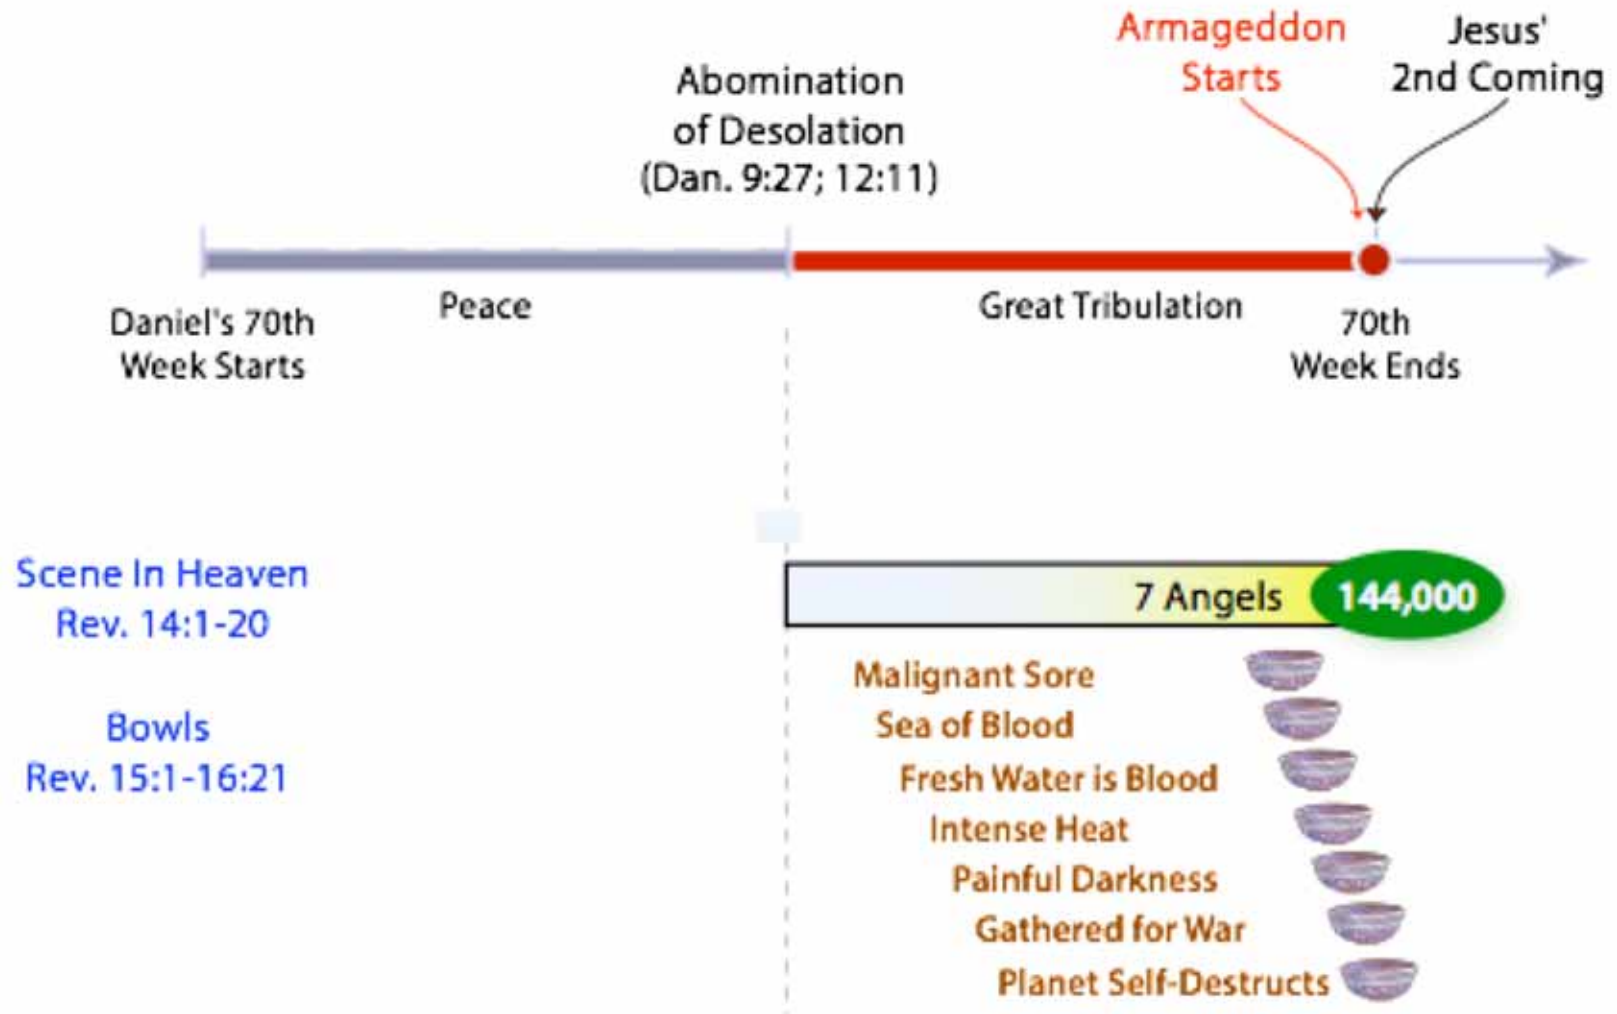 Armageddon
Starts
Jesus'
2nd Coming
Abomination
of Desolation
(Dan. 9:27; 12:11)
Daniel's 70th
Week Starts
Peace
Great Tribulation
70th
Week Ends
Scene In Heaven
Rev. 14:1-20
7 Angels
144,000
Bowls
Rev. 15:1-16:21
Malignant Sore
Sea of Blood
Fresh Water is Blood
Intense Heat
Painful Darkness
Gathered for War
Planet Self-Destructs